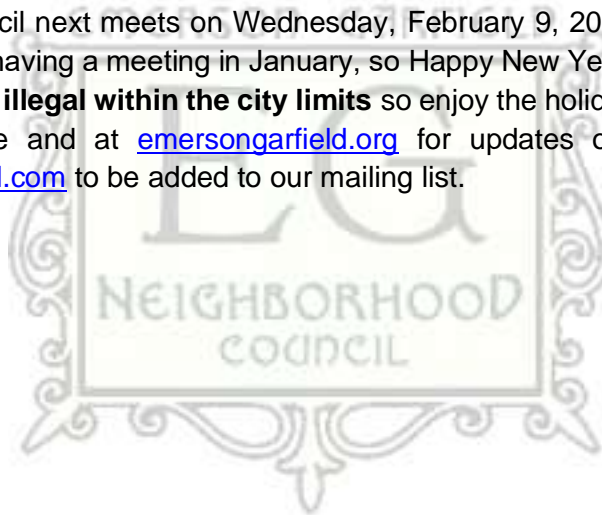 cil next meets on Wednesday, February 9, 20
having a meeting in January, so Happy New Ye
illegal within the city limits so enjoy the holid
e and at emersongarfield.org for updates o
l.com to be added to our mailing list.
EG
NEIGHBORHOOD
COUNCIL